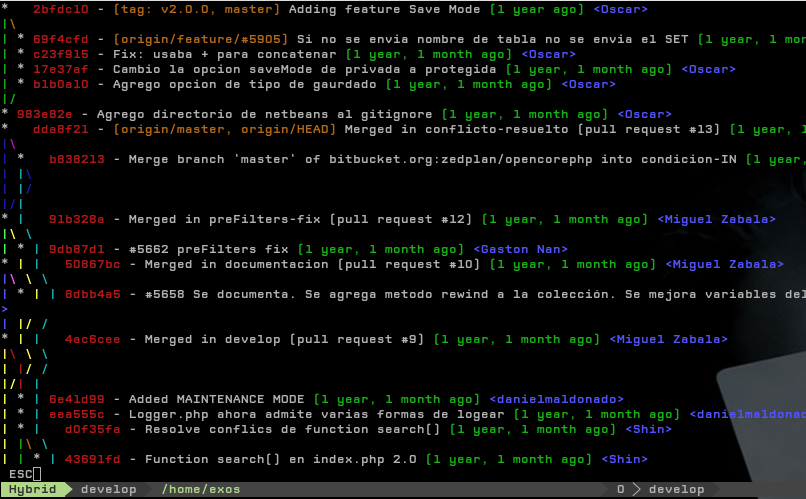 * 2bfdc10 - [tag: v2.0.0, master] Adding feature Save Mode [1 year ago] <Oscar>
|\
| * 69f4cfd - [origin/feature/#5905] Si no se envia nombre de tabla no se envia el SET [1 year, 1 mon
| * c23f915 - Fix: usaba + para concatenar [1 year, 1 month ago] <Oscar>
| * 17e37af - Cambio la opcion saveMode de privada a protegida [1 year, 1 month ago] <Oscar>
| * b1b0a10 - Agrego opcion de tipo de gaurdado [1 year, 1 month ago] <Oscar>
|/
* 983e82e - Agrego directorio de netbeans al gitignore [1 year, 1 month ago] <Oscar>
* dda8f21 - [origin/master, origin/HEAD] Merged in conflicto-resuelto [pull request #13] [1 year, 1
|\
| * b838213 - Merge branch 'master' of bitbucket.org:zedplan/opencorephp into condicion-IN [1 year,
| |\
| |/
|/|
* | 91b328a - Merged in preFilters-fix [pull request #12] [1 year, 1 month ago] <Miguel Zabala>
|\ \
| * | 9db87d1 - #5662 preFilters fix [1 year, 1 month ago] <Gaston Nan>
* | | 50867bc - Merged in documentacion [pull request #10] [1 year, 1 month ago] <Miguel Zabala>
|\ \ \
| * | | 8dbb4a5 - #5658 Se documenta. Se agrega metodo rewind a la colección. Se mejora variables del
>
| |/ /
* | | 4ac6cee - Merged in develop [pull request #9] [1 year, 1 month ago] <Miguel Zabala>
|\ \ \
| |/ /
|/| |
| * | 6e41d99 - Added MAINTENANCE MODE [1 year, 1 month ago] <danielmaldonado>
| * | eea555c - Logger.php ahora admite varias formas de logear [1 year, 1 month ago] <danielmaldonad
| * | d0f35fa - Resolve conflics de function search() [1 year, 1 month ago] <Shin>
| |\ \
| | * | 43691fd - Function search() en index.php 2.0 [1 year, 1 month ago] <Shin>
ESC
Hybrid develop /home/exos 0 develop